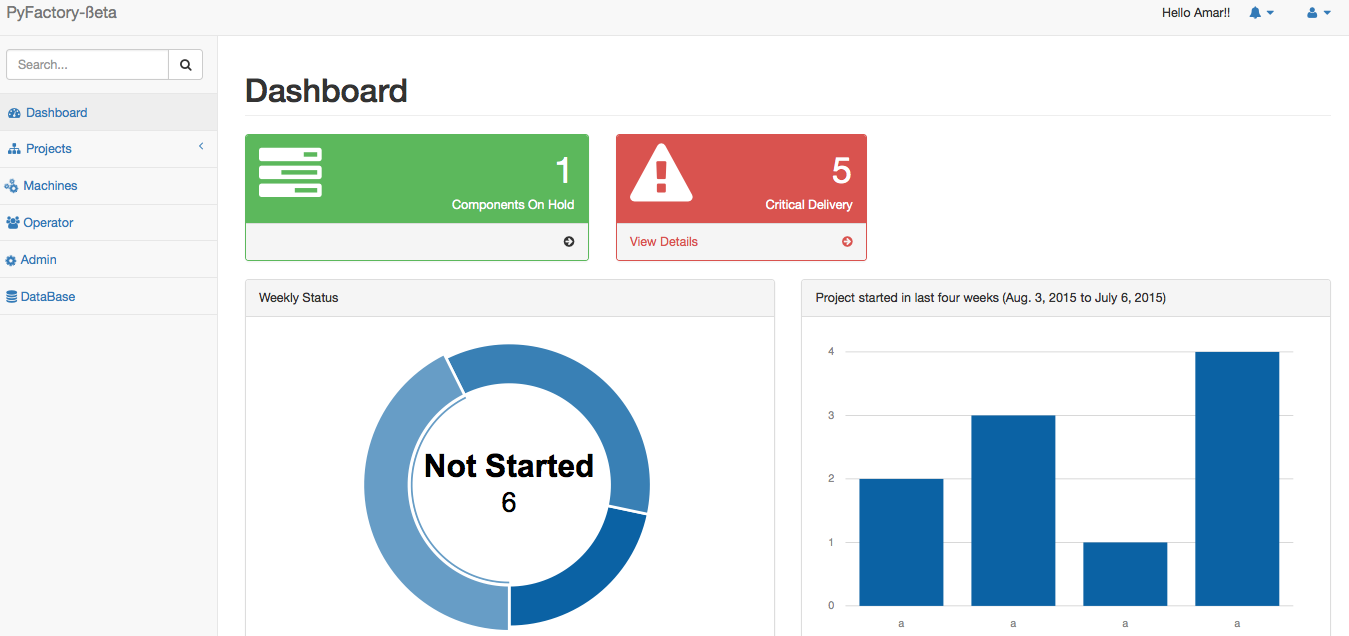 PyFactory-ßeta
Hello Amar!!
Search...
Dashboard
Projects
Machines
Operator
Admin
DataBase
Dashboard
1
Components On Hold
5
Critical Delivery
View Details
Weekly Status
Not Started
6
Project started in last four weeks (Aug. 3, 2015 to July 6, 2015)
4
3
2
1
0
a a a a